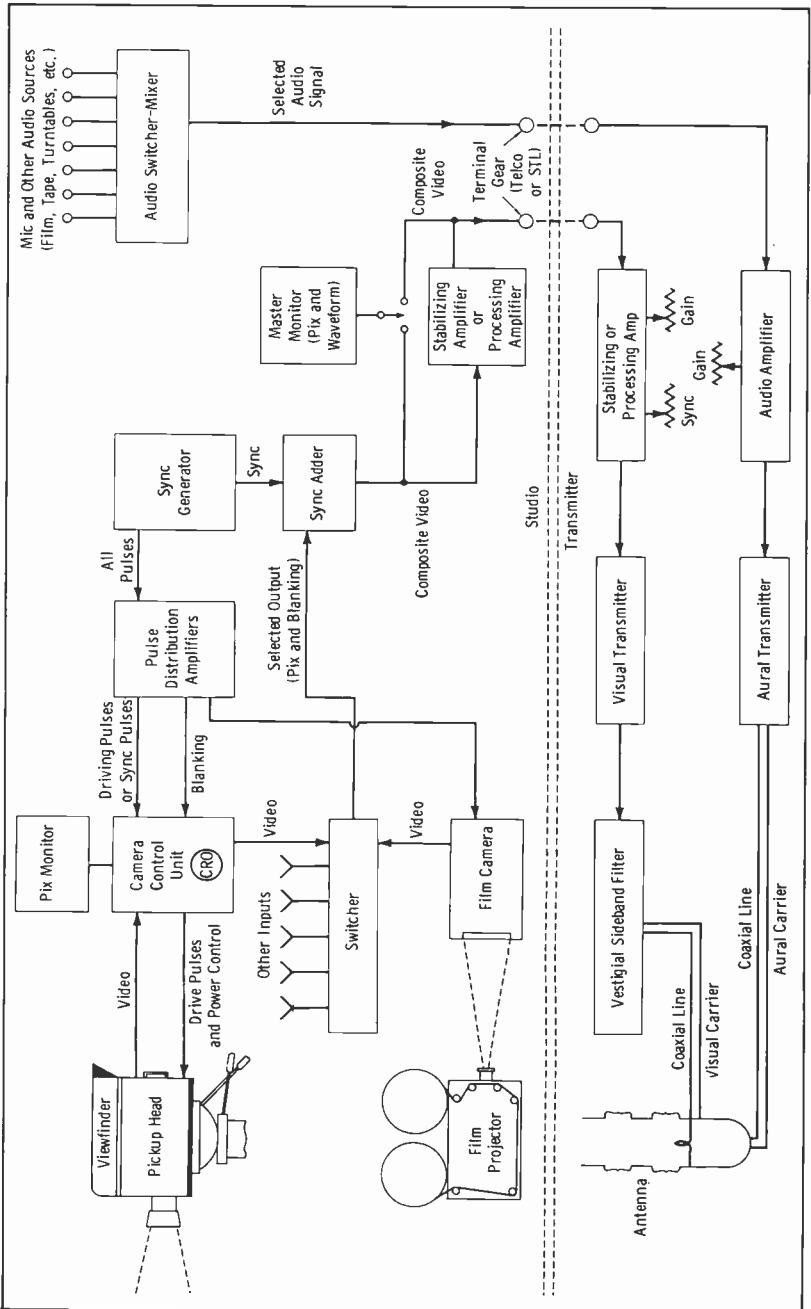 Viewfinder
Pickup Head
Video
Drive Pulses
and Power Control
Pix Monitor
Camera
Control
Unit
CRO
Driving Pulses
or Sync Pulses
Blanking
Pulse
Distribution
Amplifiers
All
Pulses
Sync
Generator
Sync
Sync Adder
Mic and Other Audio Sources
(Film, Tape, Turntables, etc.)
Audio Switcher-Mixer
Selected
Audio
Signal
Master
Monitor
(Pix and
Waveform)
Composite
Video
Stabilizing
Amplifier
or
Processing
Amplifier
Terminal
Gear
(Telco
or STL)
Composite Video
Selected Output
(Pix and Blanking)
Video
Other Inputs
Switcher
Video
Film Camera
Film
Projector
Studio
Transmitter
Antenna
Coaxial Line
Visual Carrier
Vestigial Sideband Filter
Visual Transmitter
Stabilizing or
Processing Amp
Sync
Gain
Gain
Audio Amplifier
Aural Transmitter
Coaxial Line
Aural Carrier